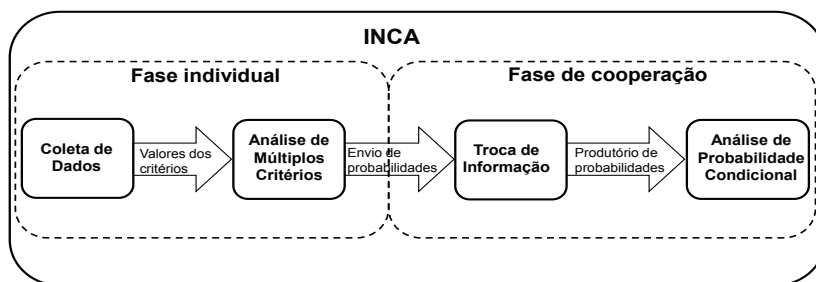 INCA
Fase individual
Fase de cooperação
Coleta de
Dados
Valores dos
critérios
Análise de
Múltiplos
Critérios
Envio de
probabilidades
Troca de
Informação
Produtório de
probabilidades
Análise de
Probabilidade
Condicional